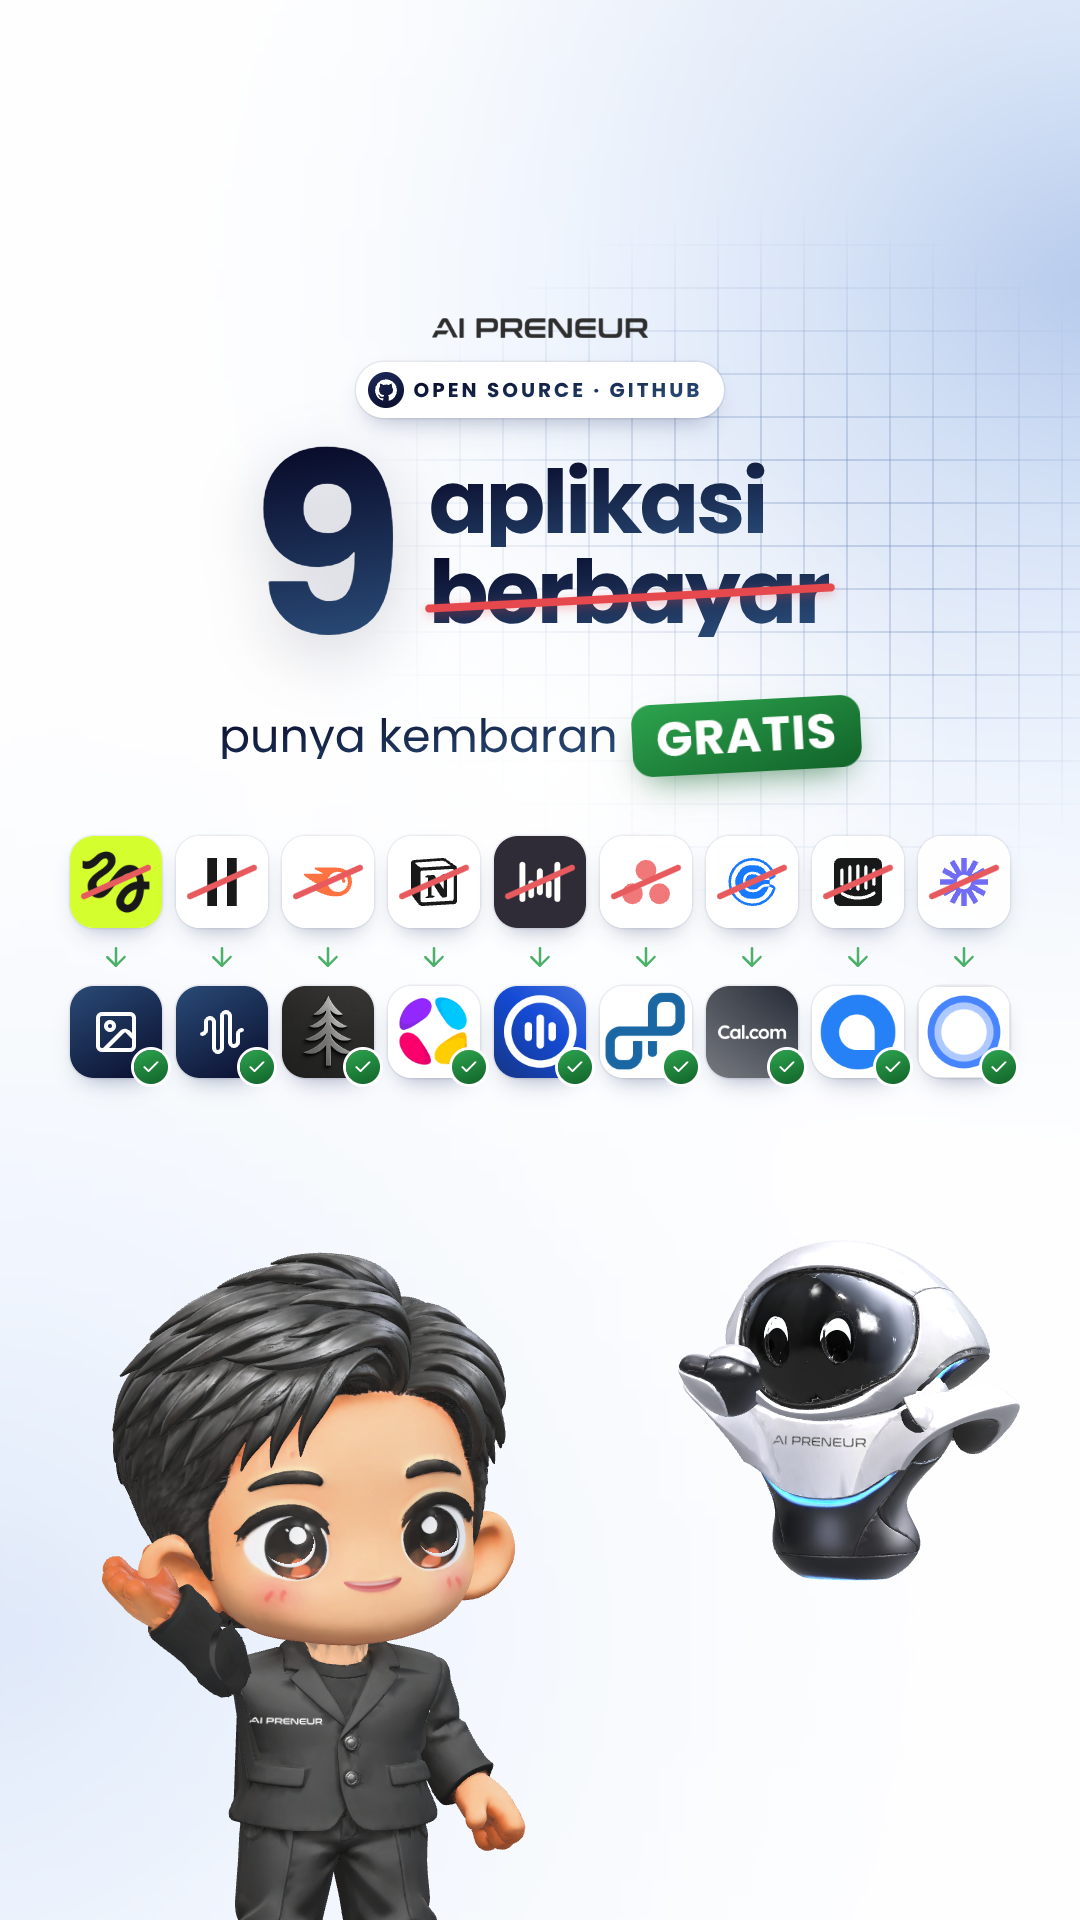 AI PRENEUR
OPEN SOURCE · GITHUB
9 aplikasi
berbayar
punya kembaran GRATIS
N
Cal.com
AI PRENEUR
AI PRENEUR